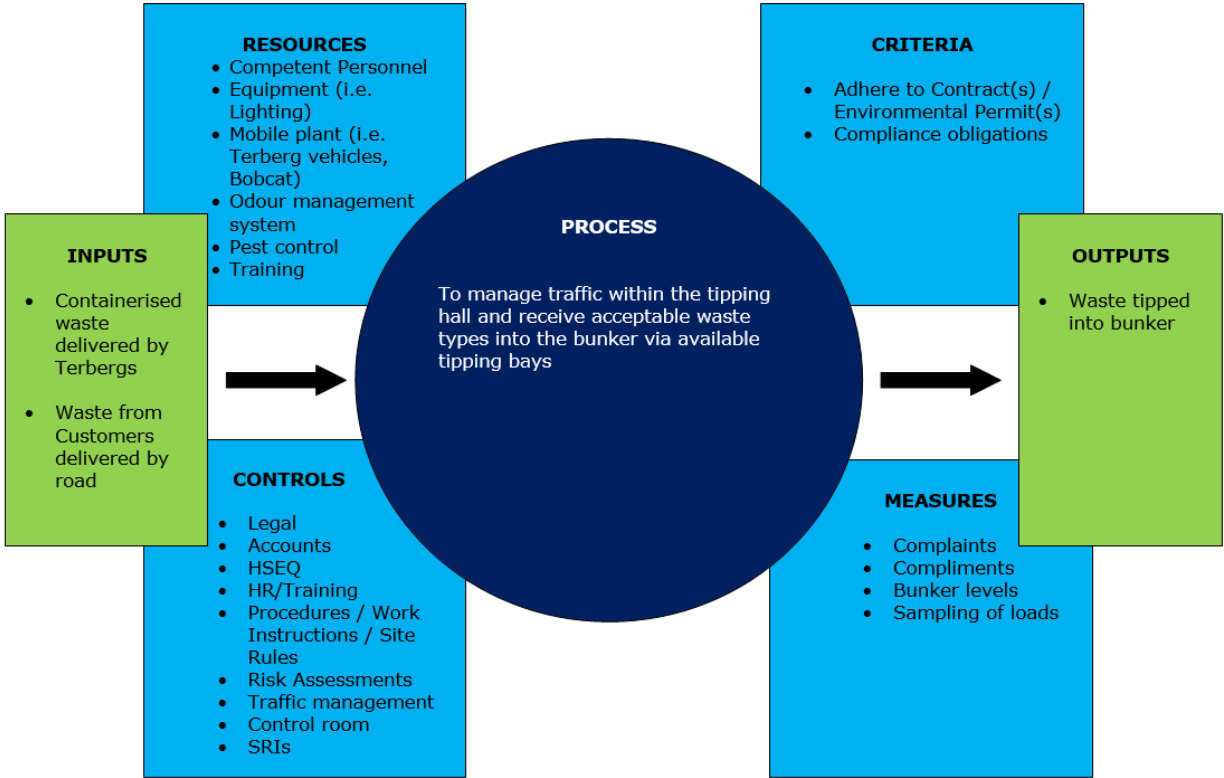 RESOURCES
• Competent Personnel
• Equipment (i.e.
Lighting)
• Mobile plant (i.e.
Terberg vehicles,
Bobcat)
• Odour management
system
• Pest control
• Training
CRITERIA
• Adhere to Contract(s) /
Environmental Permit(s)
• Compliance obligations
INPUTS
• Containerised
waste
delivered by
Terbergs
• Waste from
Customers
delivered by
road
PROCESS
To manage traffic within the tipping
hall and receive acceptable waste
types into the bunker via available
tipping bays
OUTPUTS
• Waste tipped
into bunker
CONTROLS
• Legal
• Accounts
• HSEQ
• HR/Training
• Procedures / Work
Instructions / Site
Rules
• Risk Assessments
• Traffic management
• Control room
• SRIs
MEASURES
• Complaints
• Compliments
• Bunker levels
• Sampling of loads